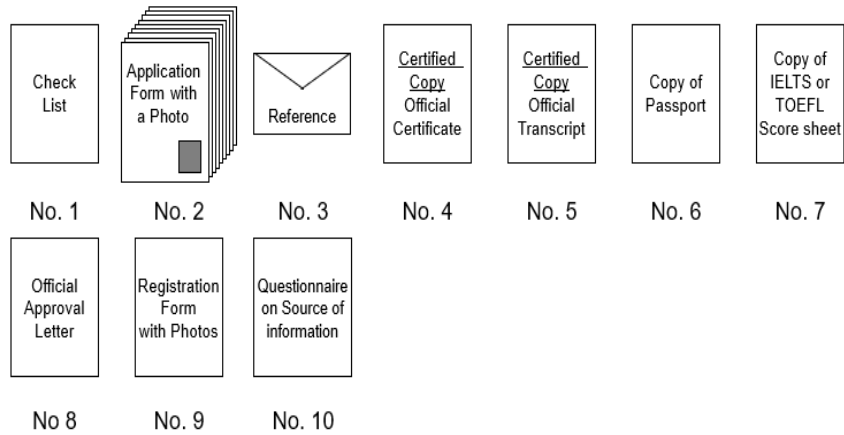 Check
List
Application
Form with
a Photo
Reference
Certified
Copy
Official
Certificate
Certified
Copy
Official
Transcript
Copy of
Passport
Copy of
IELTS or
TOEFL
Score sheet
No. 1
No. 2
No. 3
No. 4
No. 5
No. 6
No. 7
Official
Approval
Letter
Registration
Form
with Photos
Questionnaire
on Source of
information
No 8
No. 9
No. 10